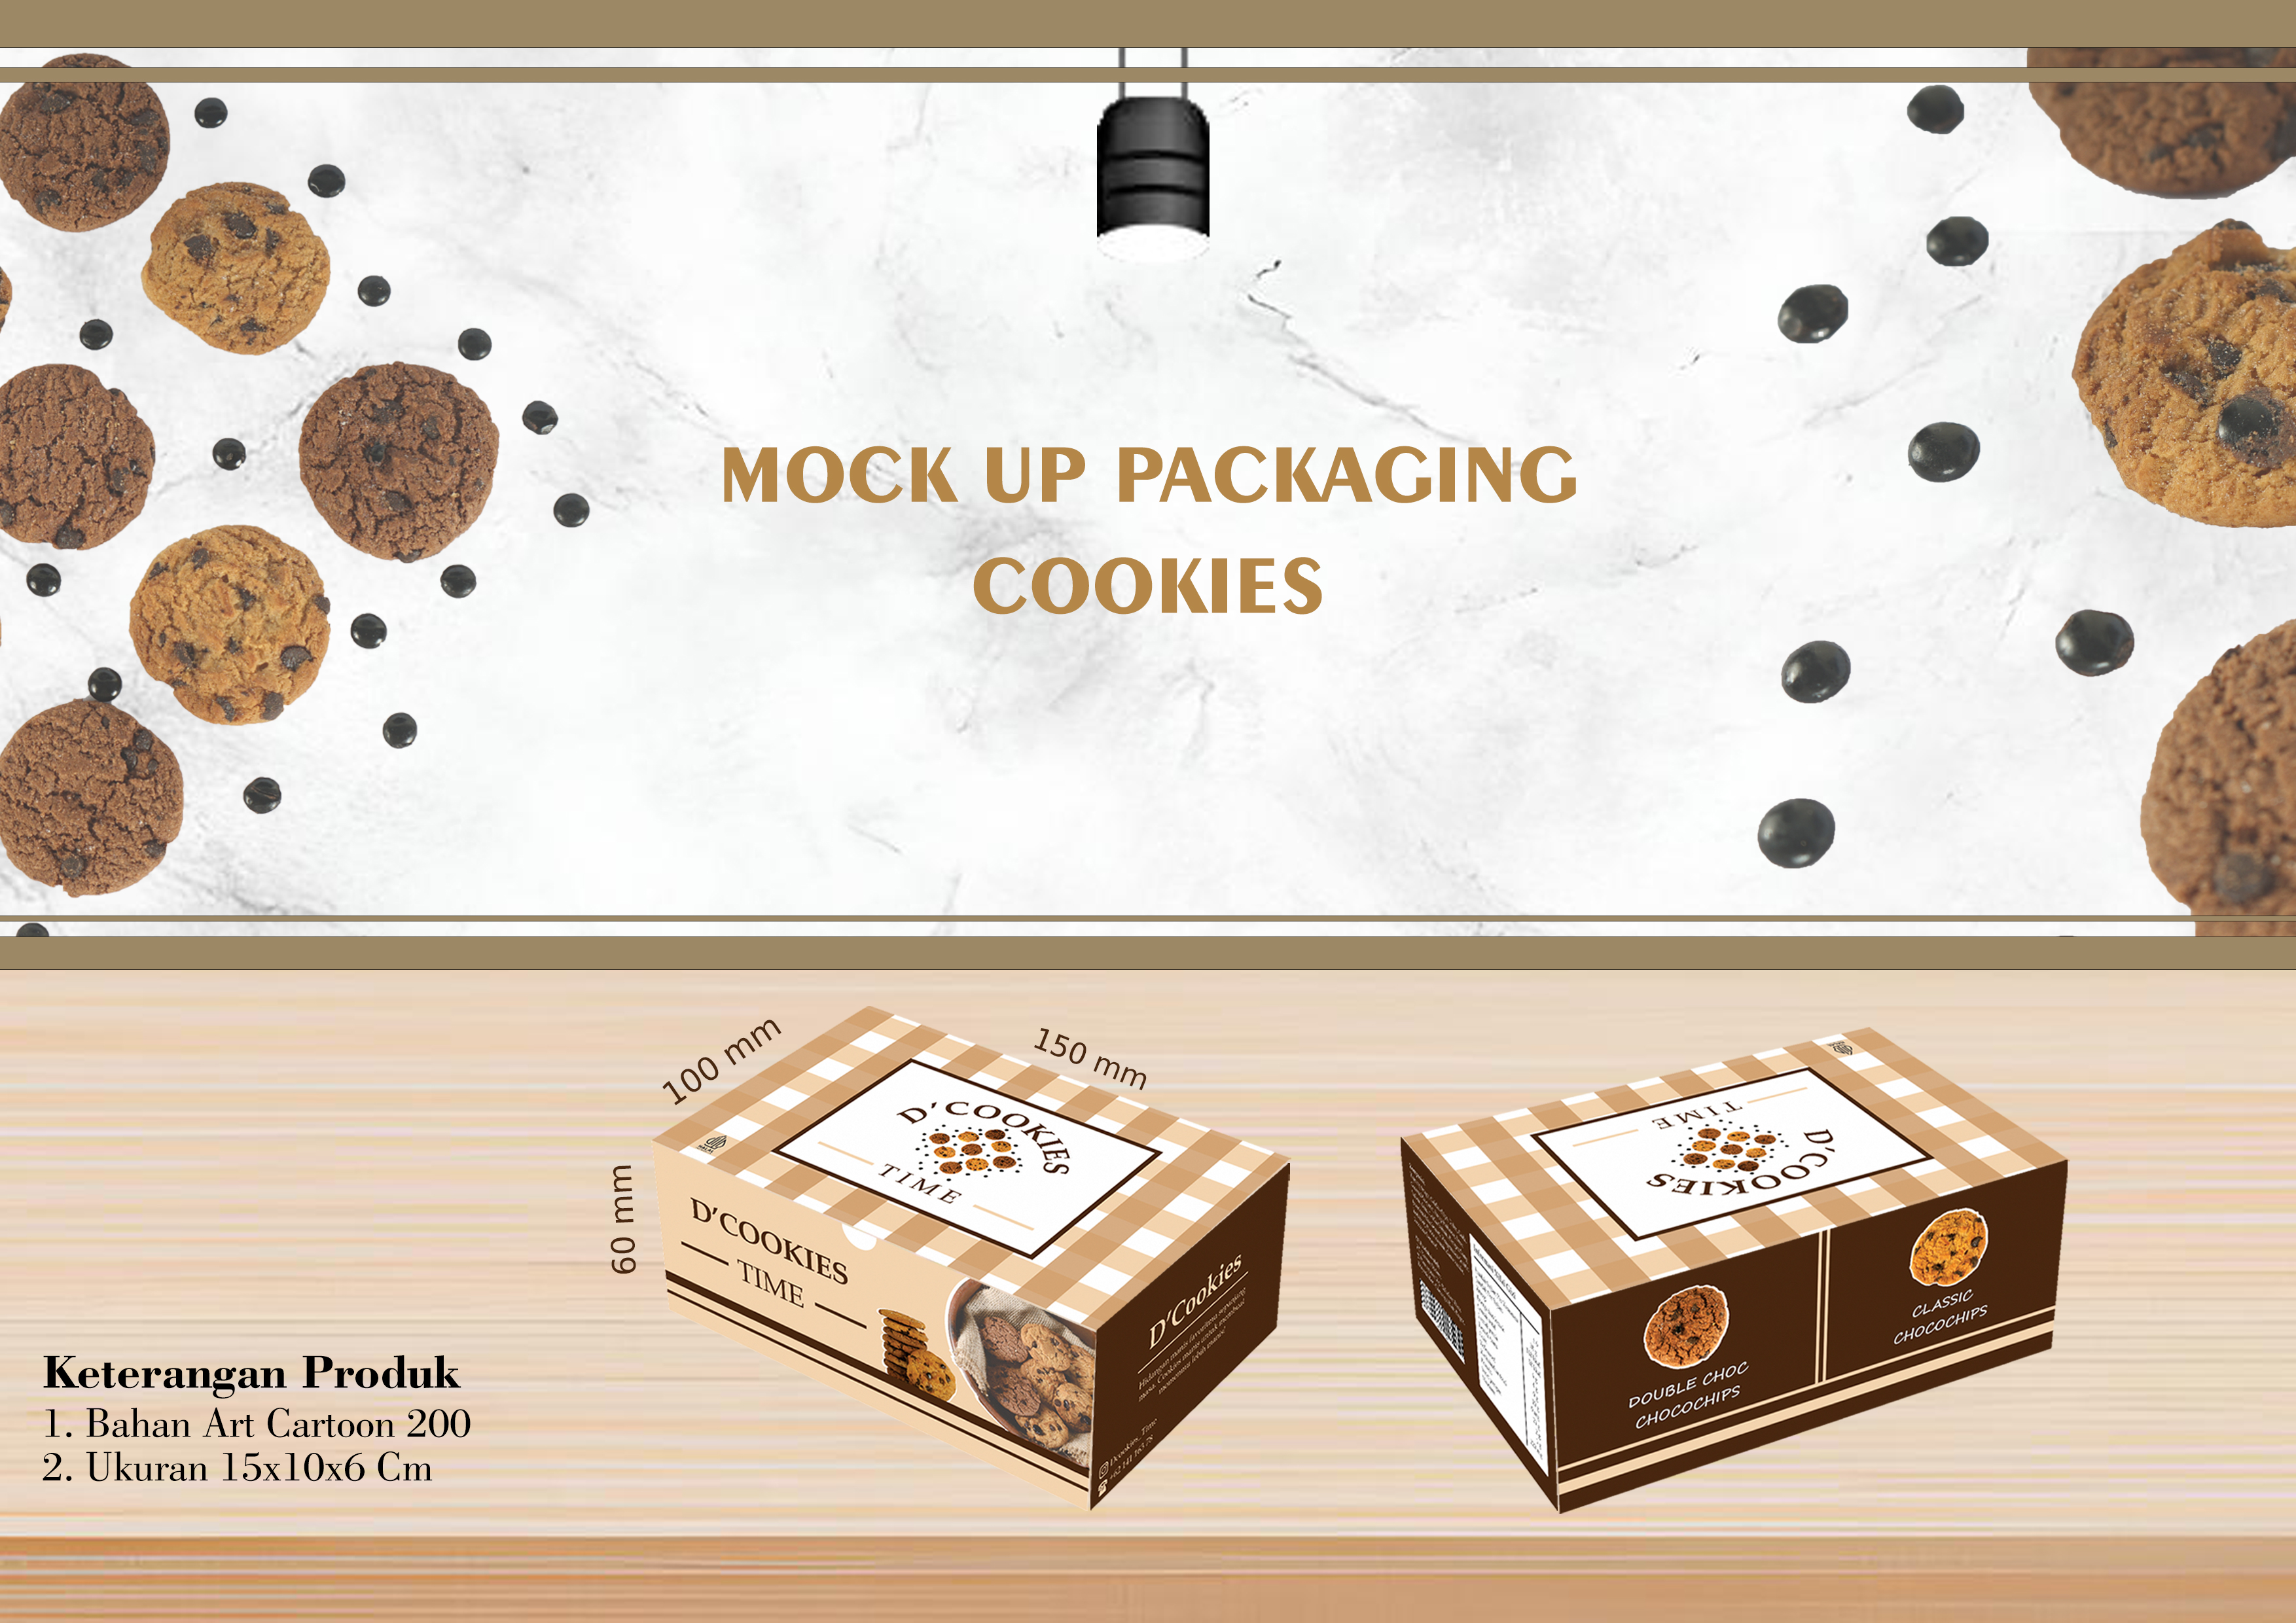 MOCK UP PACKAGING
COOKIES
100 mm
150 mm
60 mm
D'COOKIES
TIME
D'COOKIES
TIME
D'Cookies
TIME
D'COOKIES
DOUBLE CHOC
CHOCOCHIPS
CLASSIC
CHOCOCHIPS
Keterangan Produk
1. Bahan Art Cartoon 200
2. Ukuran 15x10x6 Cm